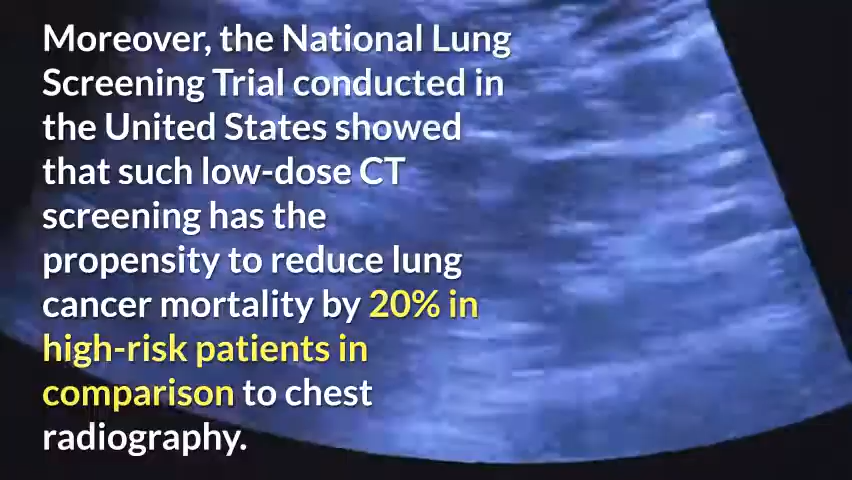 Moreover, the National Lung
Screening Trial conducted in
the United States showed
that such low-dose CT
screening has the
propensity to reduce lung
cancer mortality by 20% in
high-risk patients in
comparison to chest
radiography.